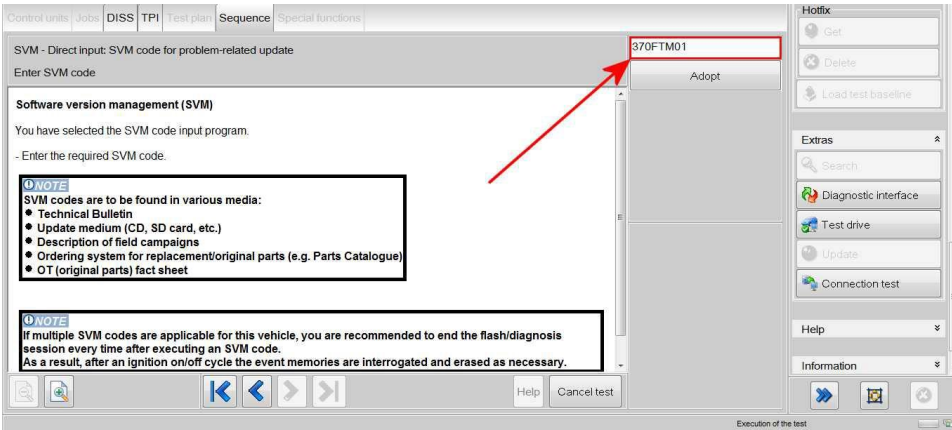 Control units Jobs DISS TPI Test plan Sequence Special functions
SVM - Direct input: SVM code for problem-related update
Enter SVM code
370FTM01
Adopt
Software version management (SVM)
You have selected the SVM code input program.
- Enter the required SVM code.
NOTE
SVM codes are to be found in various media:
Technical Bulletin
Update medium (CD, SD card, etc.)
Description of field campaigns
Ordering system for replacement/original parts (e.g. Parts Catalogue)
OT (original parts) fact sheet
NOTE
If multiple SVM codes are applicable for this vehicle, you are recommended to end the flash/diagnosis
session every time after executing an SVM code.
As a result, after an ignition on/off cycle the event memories are interrogated and erased as necessary.
Help
Cancel test
Hotfix
Get
Delete
Load test baseline
Extras
Search
Diagnostic interface
Test drive
Update
Connection test
Help
Information
Execution of the test